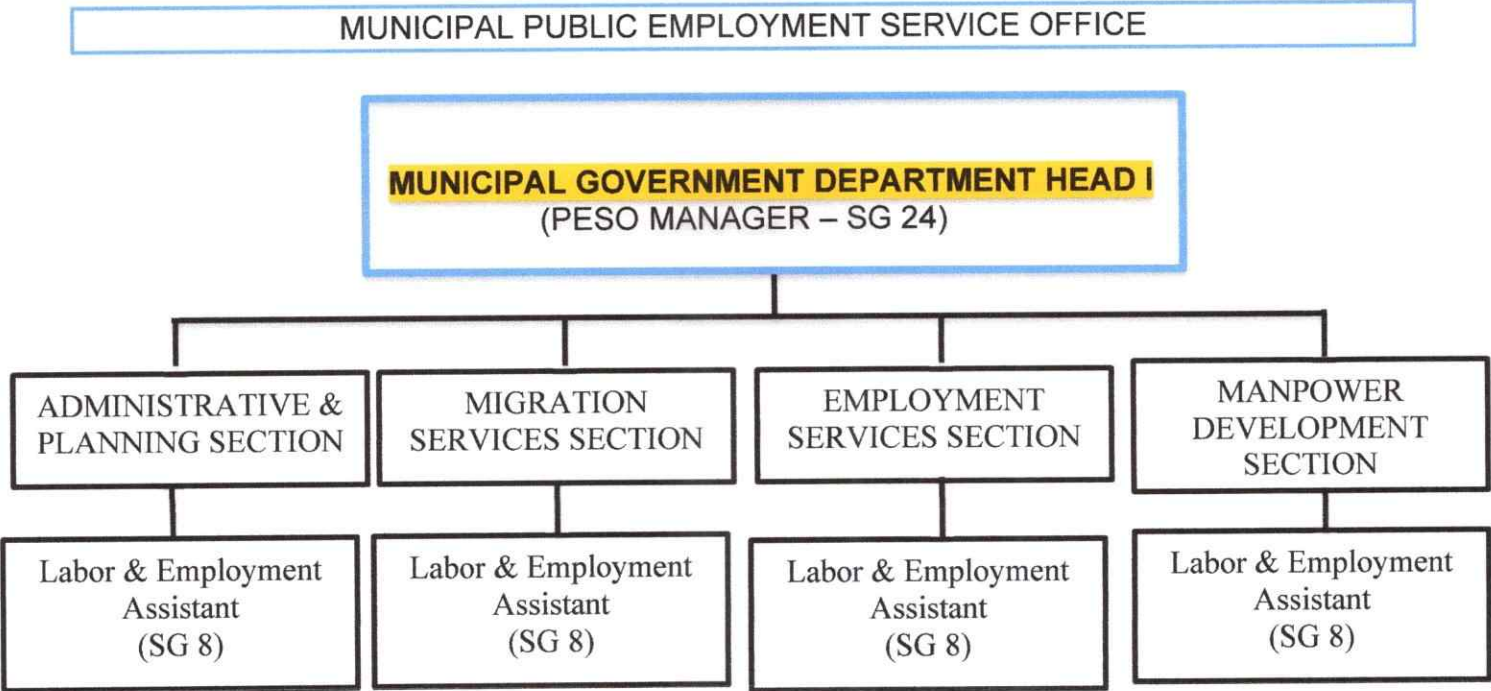 MUNICIPAL PUBLIC EMPLOYMENT SERVICE OFFICE
MUNICIPAL GOVERNMENT DEPARTMENT HEAD I
(PESO MANAGER – SG 24)
ADMINISTRATIVE &
PLANNING SECTION
MIGRATION
SERVICES SECTION
EMPLOYMENT
SERVICES SECTION
MANPOWER
DEVELOPMENT
SECTION
Labor & Employment
Assistant
(SG 8)
Labor & Employment
Assistant
(SG 8)
Labor & Employment
Assistant
(SG 8)
Labor & Employment
Assistant
(SG 8)